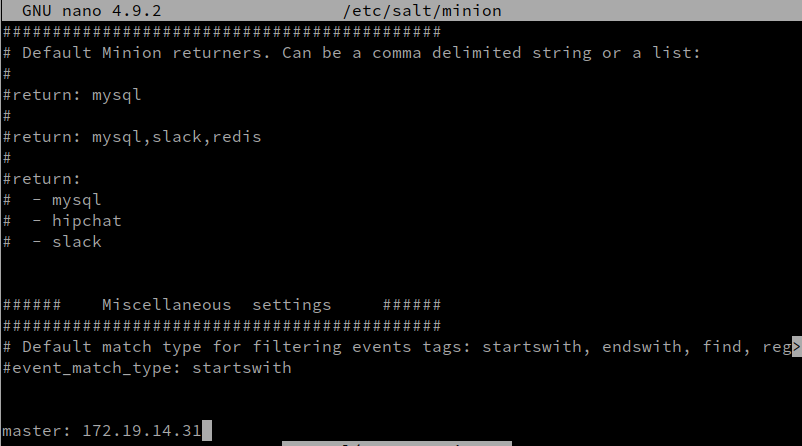 GNU nano 4.9.2 /etc/salt/minion
############################################
# Default Minion returners. Can be a comma delimited string or a list:
#
#return: mysql
#
#return: mysql,slack,redis
#
#return:
#  - mysql
#  - hipchat
#  - slack
######    Miscellaneous  settings     ######
############################################
# Default match type for filtering events tags: startswith, endswith, find, reg>
#event_match_type: startswith
master: 172.19.14.31